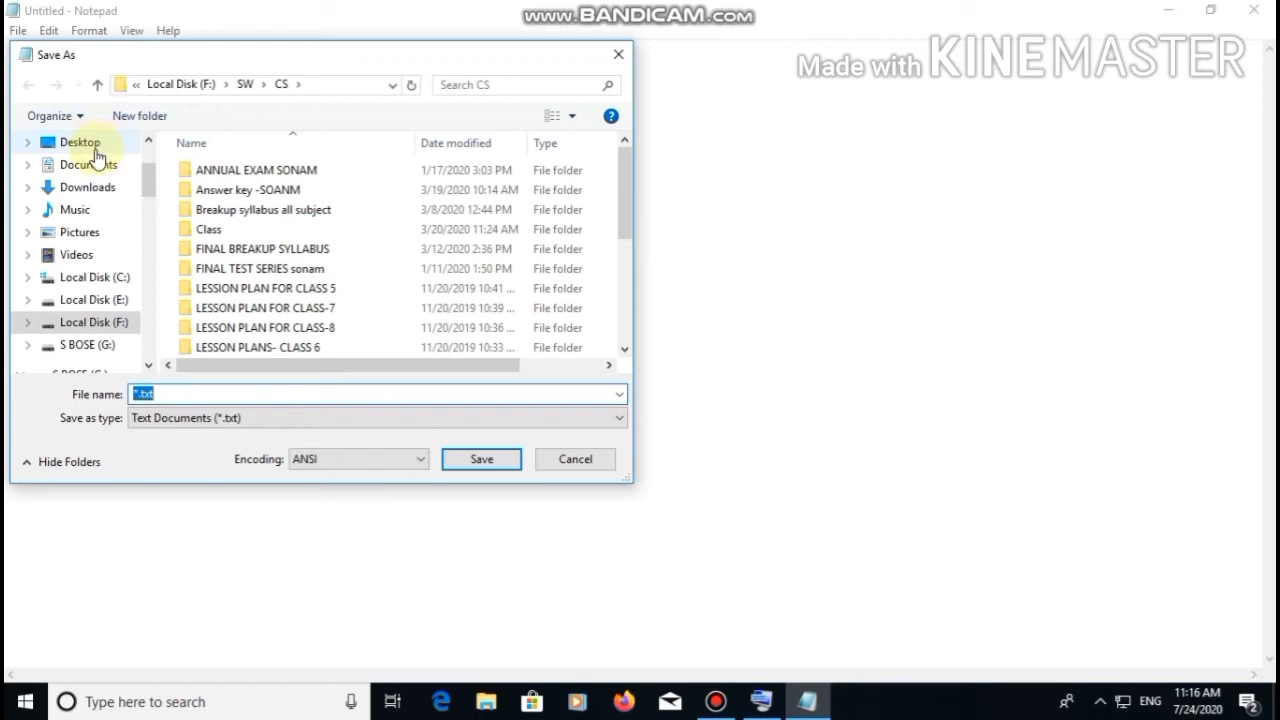 Untitled - Notepad
www.BANDICAM.com
File Edit Format View Help
Made with KINEMASTER
Save As
« Local Disk (F:) > SW > CS >
Search CS
Organize
New folder
Desktop
Documents
Downloads
Music
Pictures
Videos
Local Disk (C:)
Local Disk (E:)
Local Disk (F:)
S BOSE (G:)
S BOSE (G:)
Name Date modified Type
ANNUAL EXAM SONAM 1/17/2020 3:03 PM File folder
Answer key -SOANM 3/19/2020 10:14 AM File folder
Breakup syllabus all subject 3/8/2020 12:44 PM File folder
Class 3/20/2020 11:24 AM File folder
FINAL BREAKUP SYLLABUS 3/12/2020 2:36 PM File folder
FINAL TEST SERIES sonam 1/11/2020 1:50 PM File folder
LESSION PLAN FOR CLASS 5 11/20/2019 10:41 ... File folder
LESSON PLAN FOR CLASS-7 11/20/2019 10:39 ... File folder
LESSON PLAN FOR CLASS-8 11/20/2019 10:36 ... File folder
LESSON PLANS- CLASS 6 11/20/2019 10:33 ... File folder
File name: *.txt
Save as type: Text Documents (*.txt)
Hide Folders
Encoding: ANSI
Save
Cancel
Type here to search
ENG
11:16 AM
7/24/2020
2